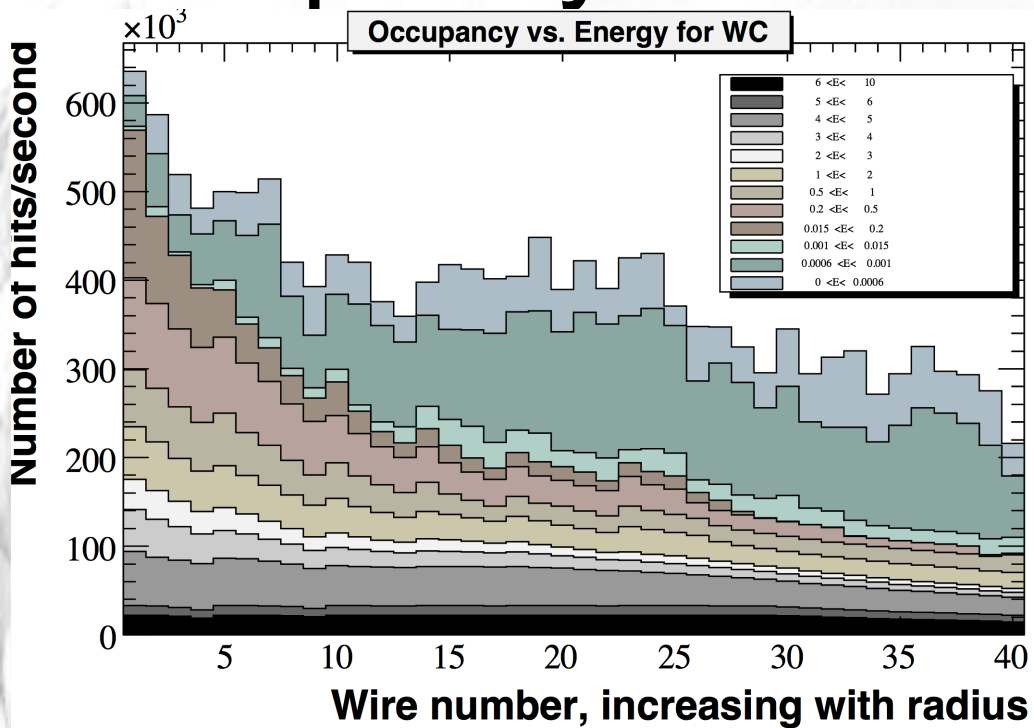 ×10³
Occupancy vs. Energy for WC
Number of hits/second
600
500
400
300
200
100
0
6 <E< 10
5 <E< 6
4 <E< 5
3 <E< 4
2 <E< 3
1 <E< 2
0.5 <E< 1
0.2 <E< 0.5
0.015 <E< 0.2
0.001 <E< 0.015
0.0006 <E< 0.001
0 <E< 0.0006
5 10 15 20 25 30 35 40
Wire number, increasing with radius